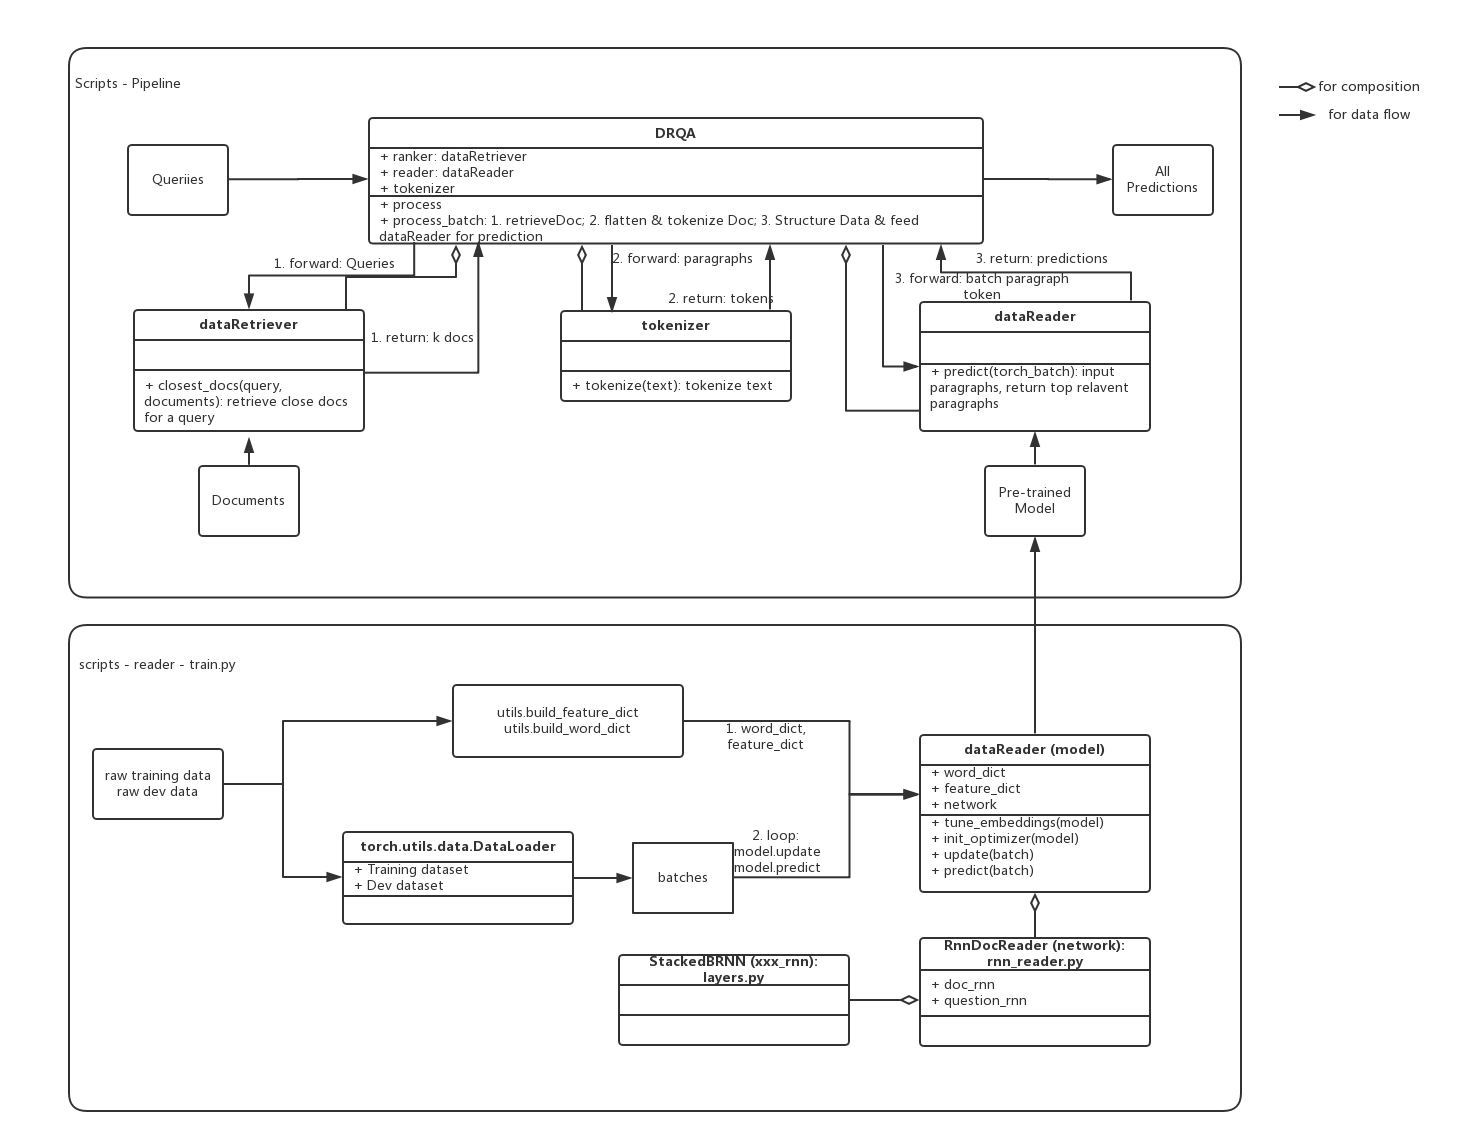 Scripts - Pipeline
for composition
for data flow
DRQA
+ ranker: dataRetriever
+ reader: dataReader
+ tokenizer
+ process
+ process_batch: 1. retrieveDoc; 2. flatten & tokenize Doc; 3. Structure Data & feed
dataReader for prediction
Queriies
All
Predictions
1. forward: Queries
2. forward: paragraphs
3. return: predictions
3. forward: batch paragraph
token
2. return: tokens
1. return: k docs
dataRetriever
+ closest_docs(query,
documents): retrieve close docs
for a query
tokenizer
+ tokenize(text): tokenize text
dataReader
+ predict(torch_batch): input
paragraphs, return top relavent
paragraphs
Documents
Pre-trained
Model
scripts - reader - train.py
utils.build_feature_dict
utils.build_word_dict
1. word_dict,
feature_dict
raw training data
raw dev data
dataReader (model)
+ word_dict
+ feature_dict
+ network
+ tune_embeddings(model)
+ init_optimizer(model)
+ update(batch)
+ predict(batch)
torch.utils.data.DataLoader
+ Training dataset
+ Dev dataset
batches
2. loop:
model.update
model.predict
StackedBRNN (xxx_rnn):
layers.py
RnnDocReader (network):
rnn_reader.py
+ doc_rnn
+ question_rnn